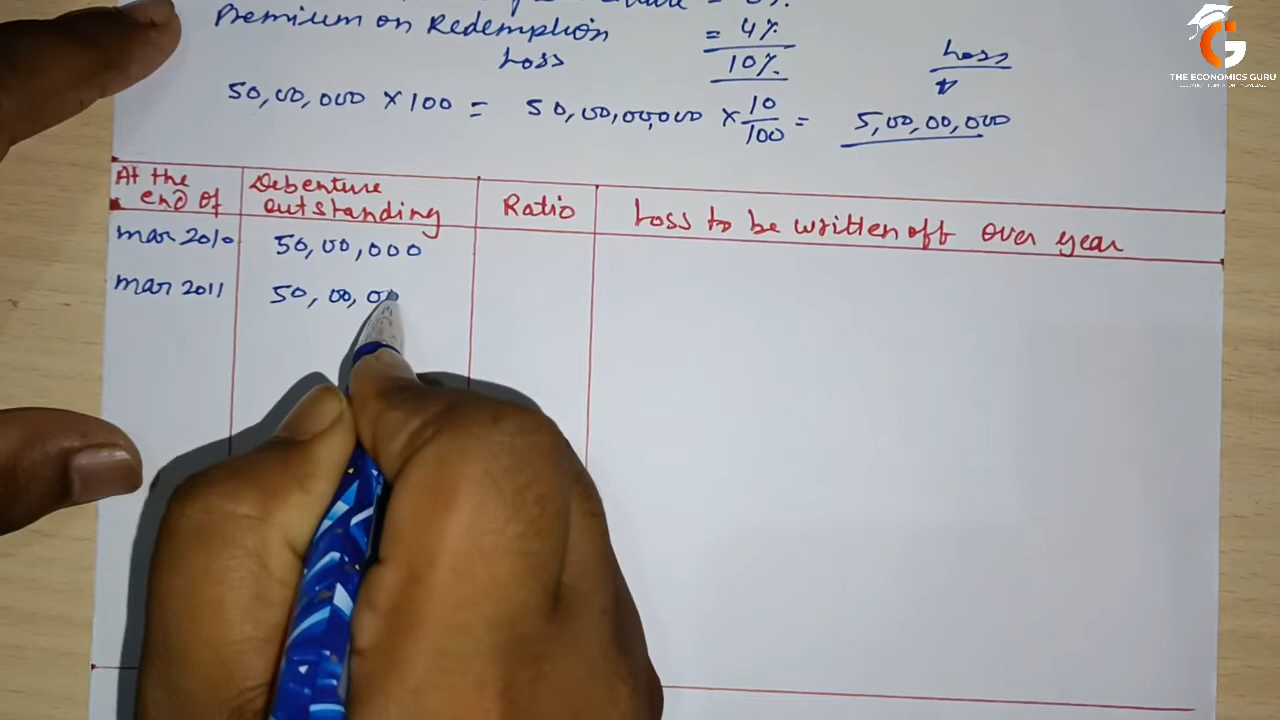 Premium on Redemption = 4%
Loss 10%
Loss
50,00,000 × 100 = 50,00,00,000 × 10/100 = 5,00,00,000
At the end of
Debenture outstanding
Ratio
Loss to be written off over year
mar 2010 50,00,000
mar 2011 50,00,00
THE ECONOMICS GURU